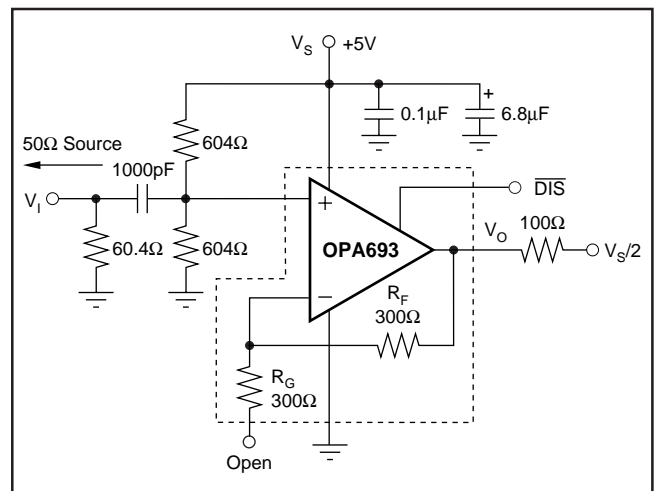 V_S +5V
0.1μF
+
6.8μF
50Ω Source
604Ω
1000pF
V_I
+
DIS
OPA693
V_O
100Ω
60.4Ω
604Ω
V_S/2
−
R_F
300Ω
R_G
300Ω
Open